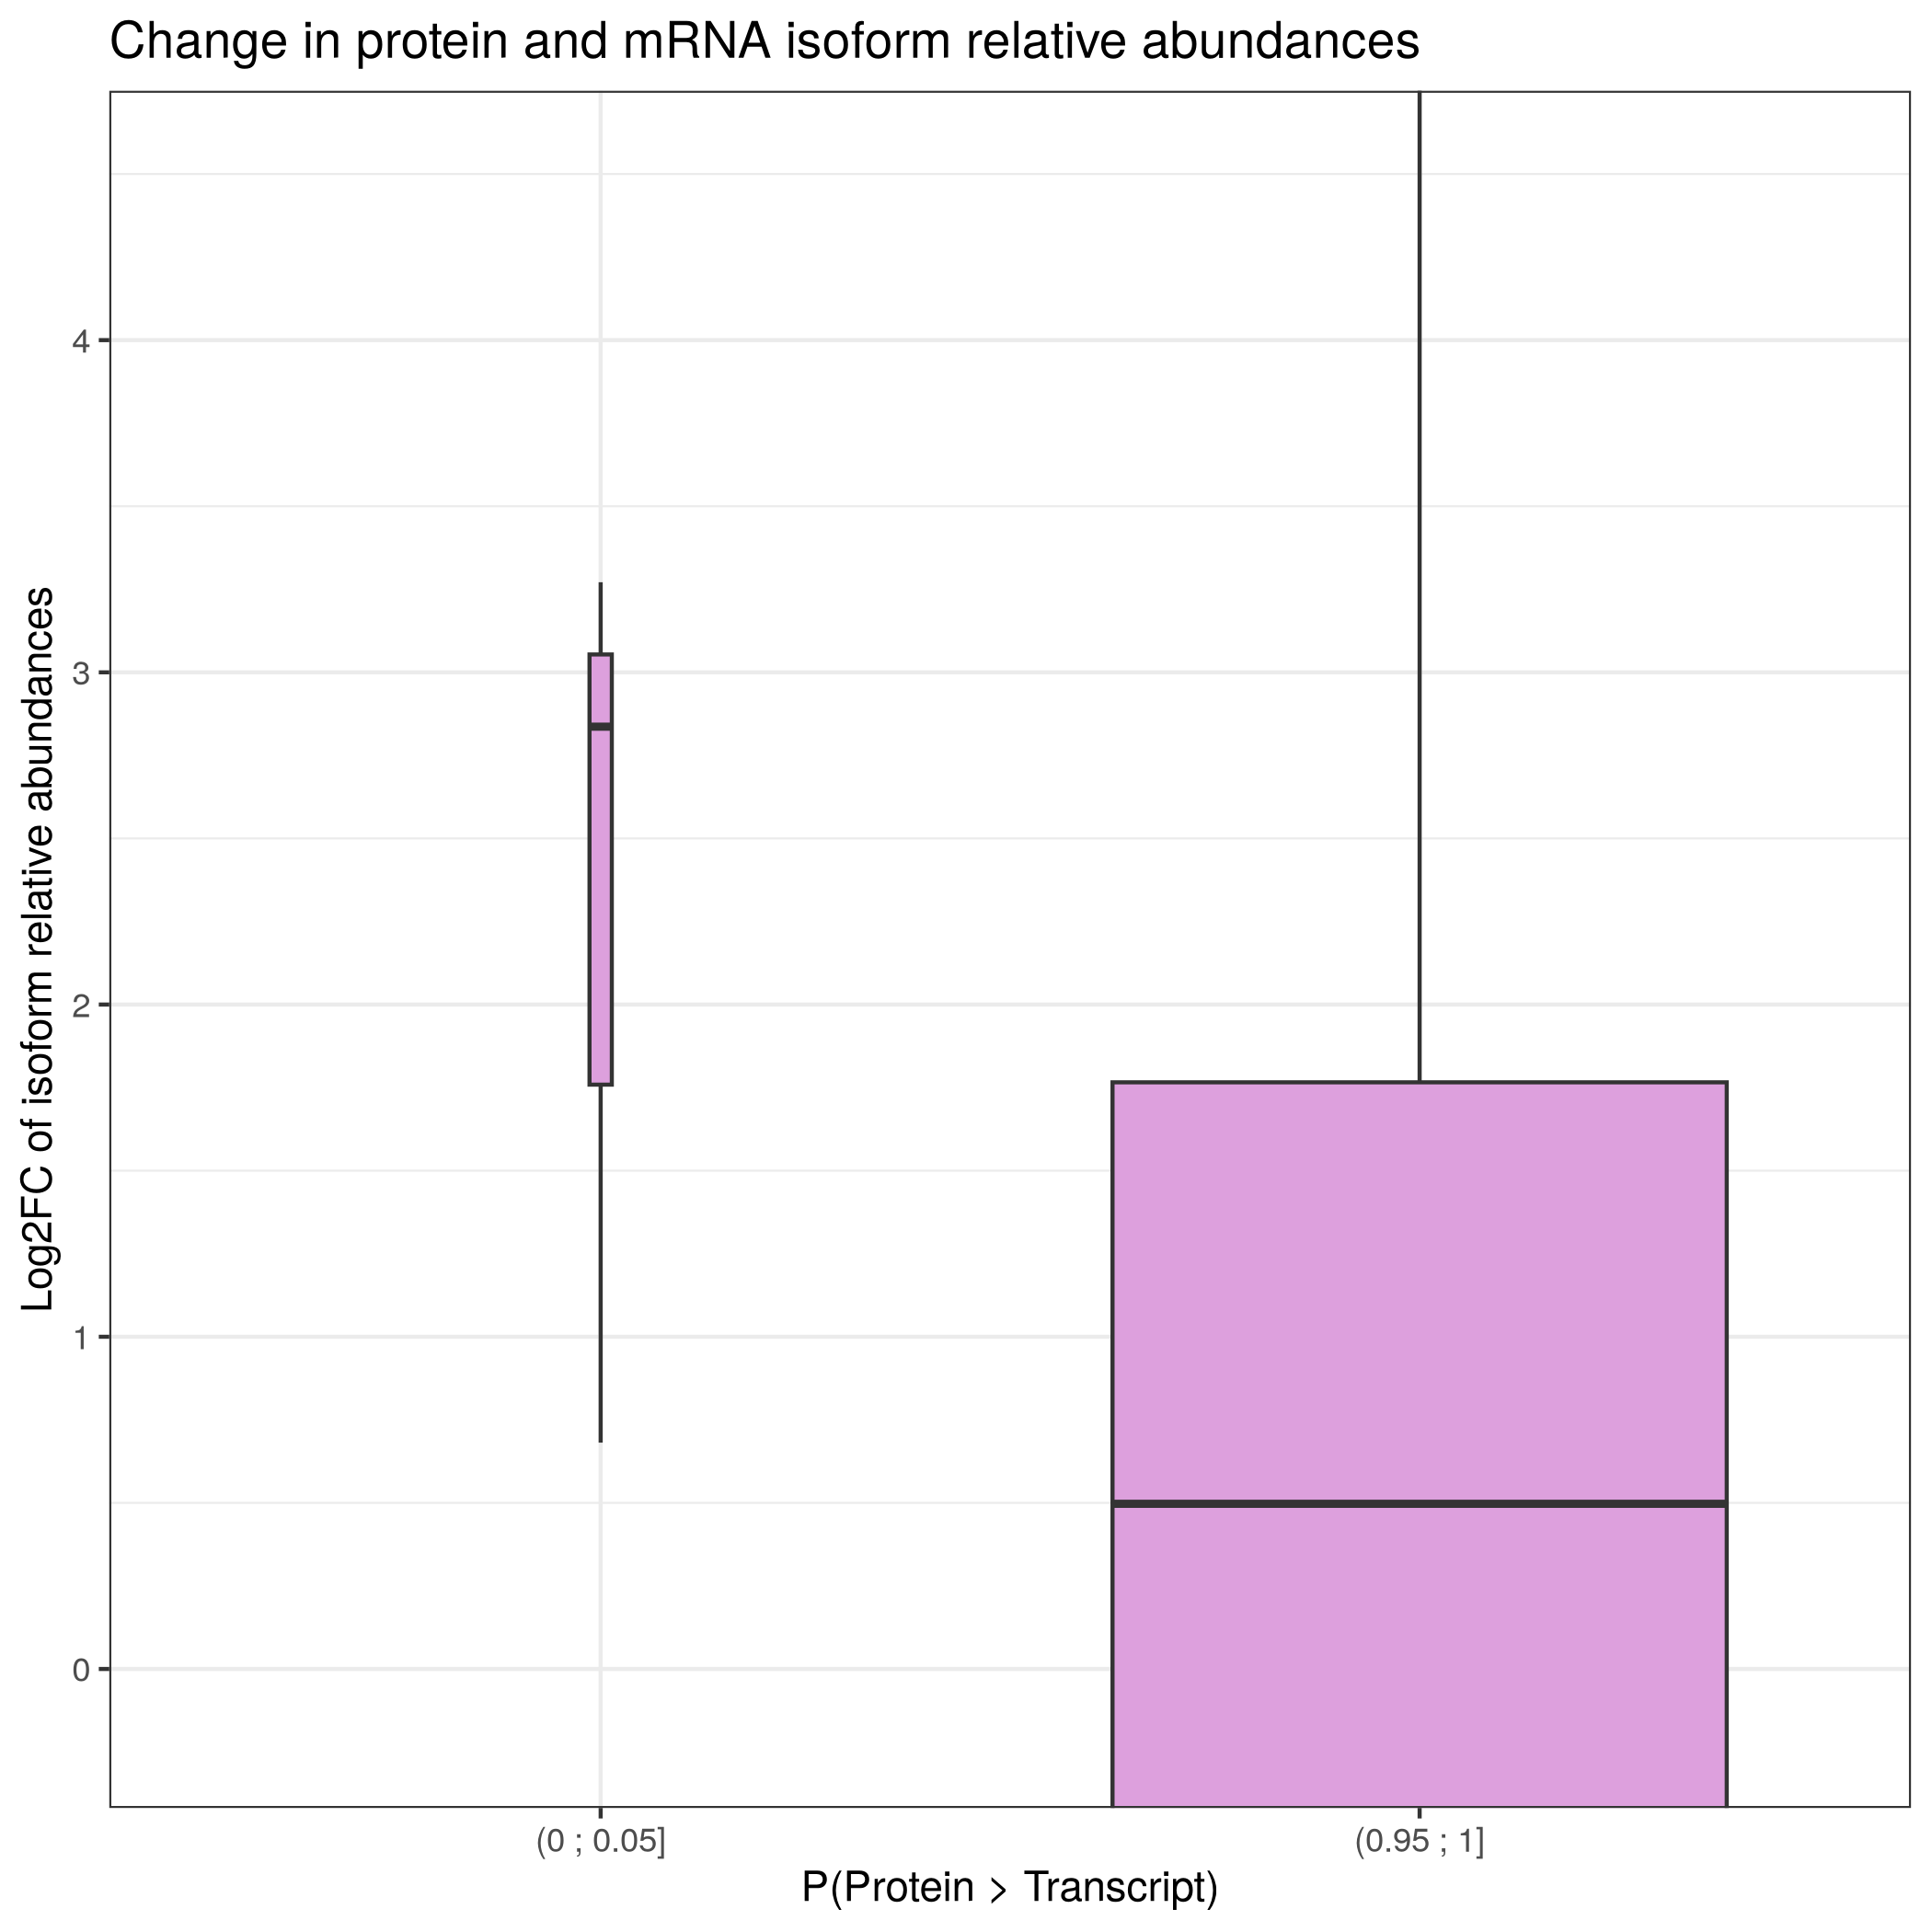 Change in protein and mRNA isoform relative abundances
Log2FC of isoform relative abundances
4
3
2
1
0
(0 ; 0.05]
(0.95 ; 1]
P(Protein > Transcript)